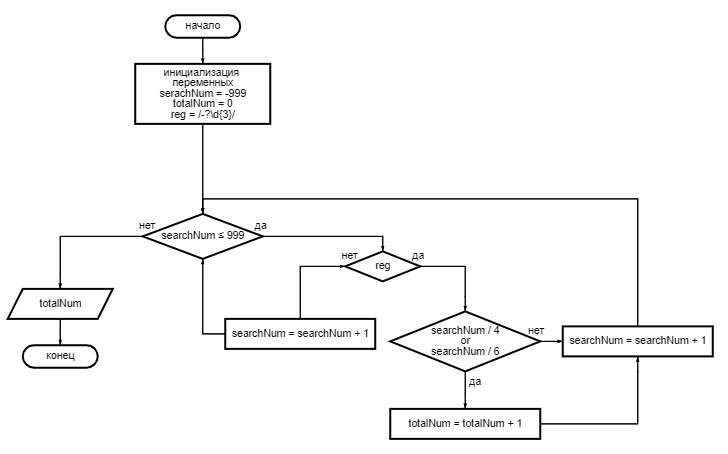 начало
инициализация
переменных
serachNum = -999
totalNum = 0
reg = /-?\d{3}/
нет
searchNum ≤ 999
да
нет
reg
да
totalNum
searchNum = searchNum + 1
searchNum / 4
or
searchNum / 6
нет
searchNum = searchNum + 1
конец
да
totalNum = totalNum + 1